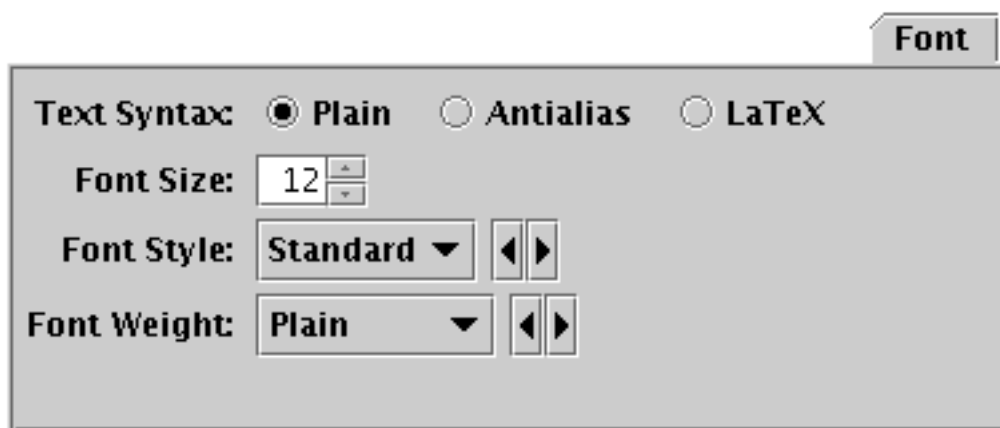 Font
Text Syntax: Plain Antialias LaTeX
Font Size: 12
Font Style: Standard
Font Weight: Plain